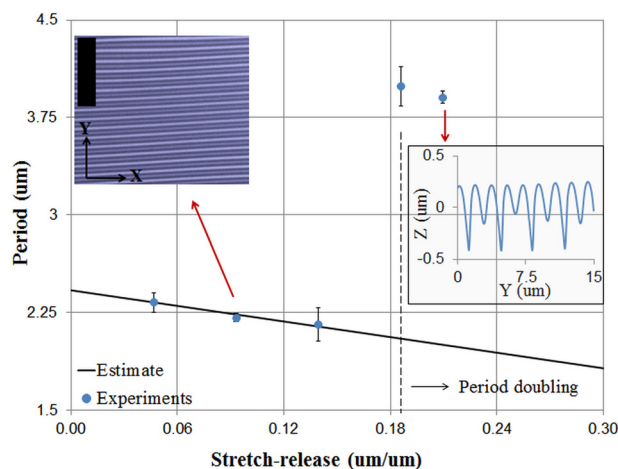 4.5
3.75
3
2.25
1.5
Period (um)
Y
X
0.5
0
-0.5
Z (um)
0 7.5 15
Y (um)
Estimate
Experiments
Period doubling
0.00 0.06 0.12 0.18 0.24 0.30
Stretch-release (um/um)